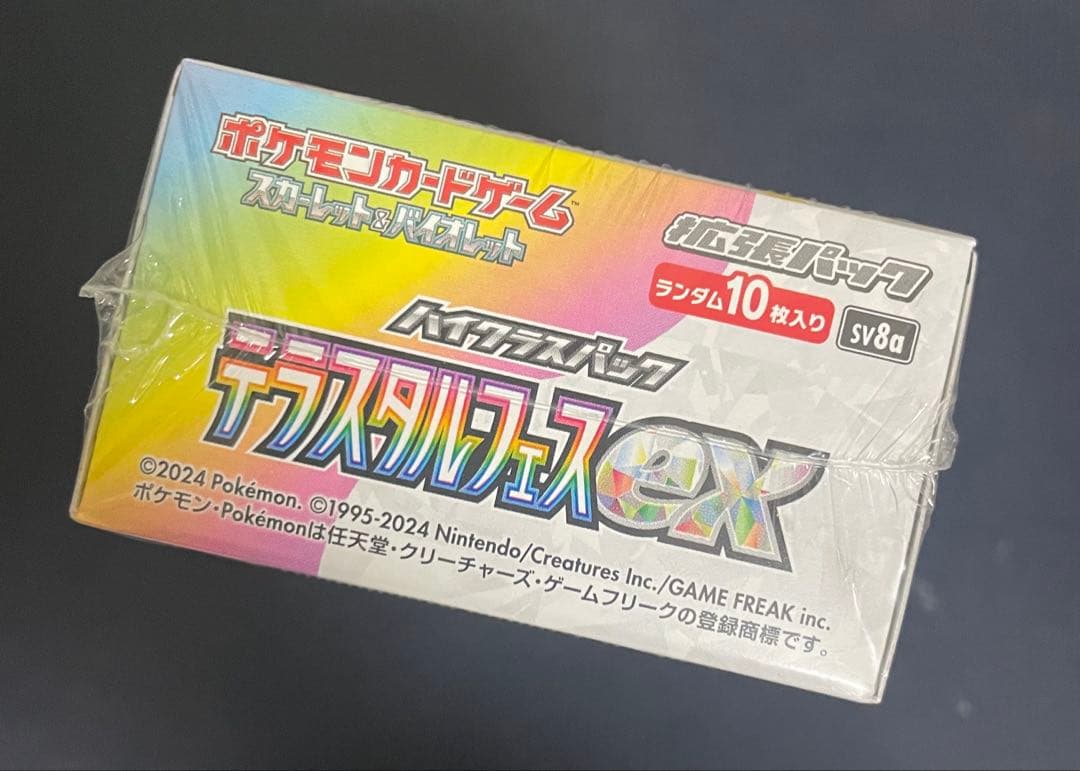 ポケモンカードゲーム™
スカーレット&バイオレット
拡張パック
ランダム10枚入り
SV8a
ハイクラスパック
テラスタルフェスex
©2024 Pokémon. ©1995-2024 Nintendo/Creatures Inc./GAME FREAK inc.
ポケモン・Pokémonは任天堂・クリーチャーズ・ゲームフリークの登録商標です。